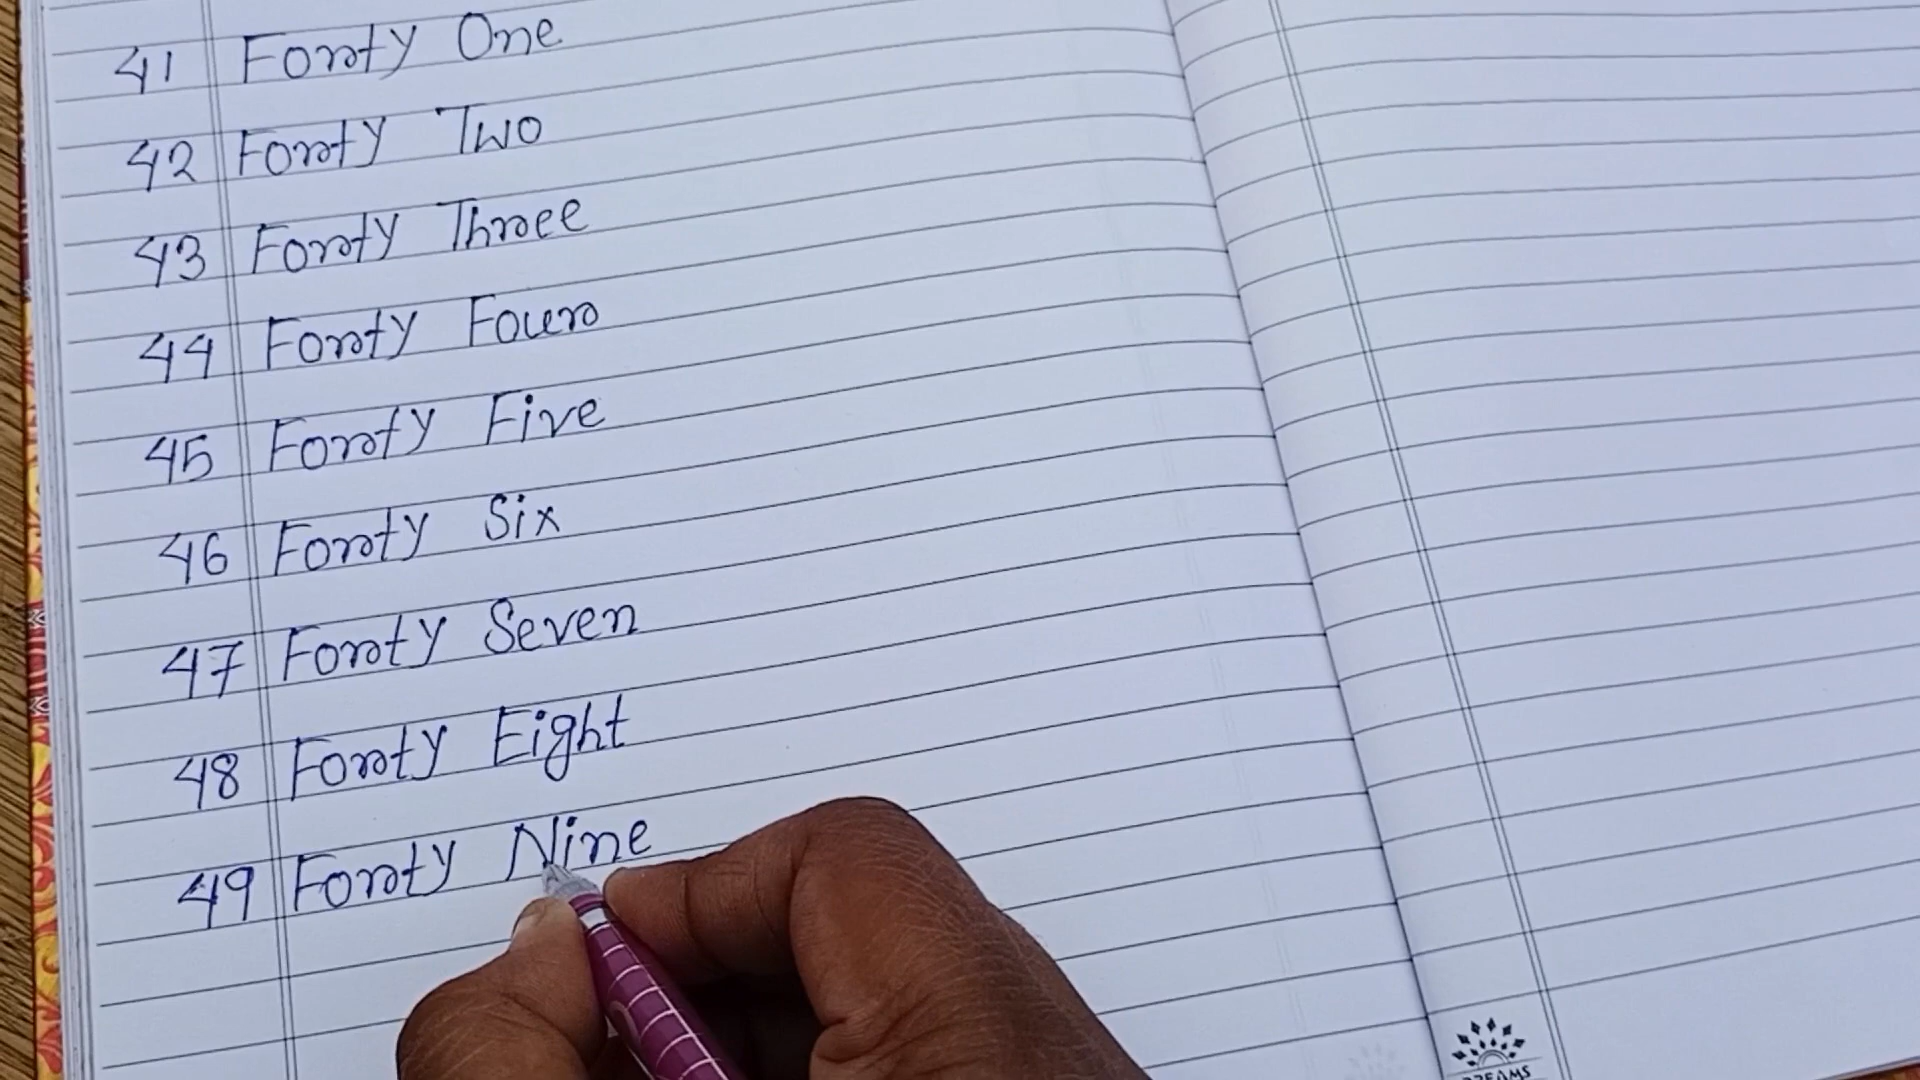 41 Forty One
42 Forty Two
43 Forty Three
44 Forty Four
45 Forty Five
46 Forty Six
47 Forty Seven
48 Forty Eight
49 Forty Nine